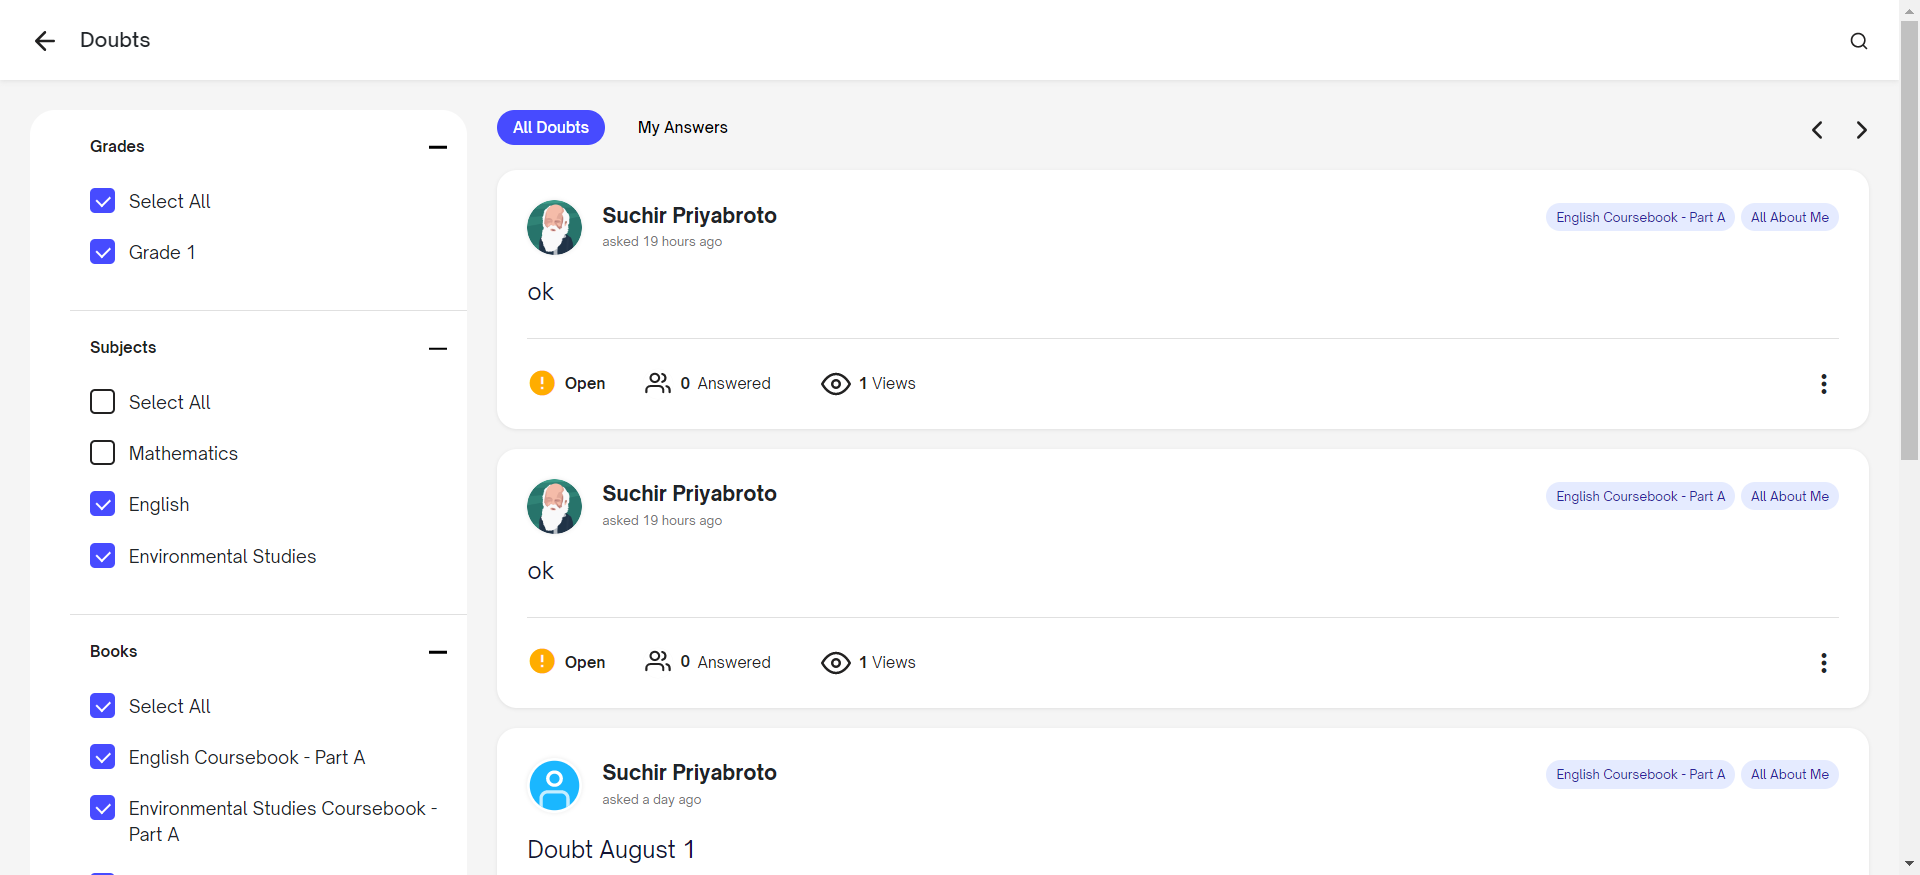 Doubts
Grades
Select All
Grade 1
Subjects
Select All
Mathematics
English
Environmental Studies
Books
Select All
English Coursebook - Part A
Environmental Studies Coursebook -
Part A
All Doubts
My Answers
Suchir Priyabroto
asked 19 hours ago
English Coursebook - Part A
All About Me
ok
Open
0 Answered
1 Views
Suchir Priyabroto
asked 19 hours ago
English Coursebook - Part A
All About Me
ok
Open
0 Answered
1 Views
Suchir Priyabroto
asked a day ago
English Coursebook - Part A
All About Me
Doubt August 1